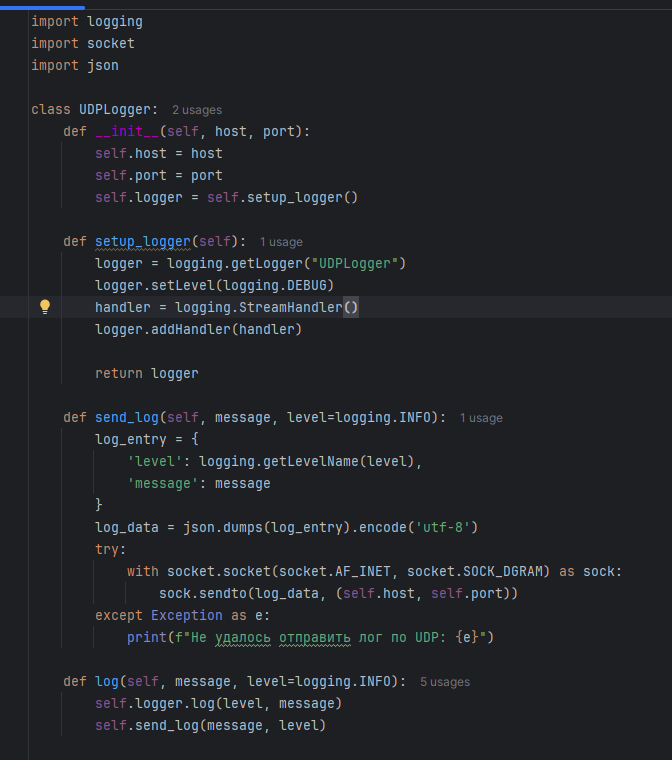 import logging
import socket
import json
class UDPLogger: 2 usages
def __init__(self, host, port):
self.host = host
self.port = port
self.logger = self.setup_logger()
def setup_logger(self): 1 usage
logger = logging.getLogger("UDPLogger")
logger.setLevel(logging.DEBUG)
handler = logging.StreamHandler()
logger.addHandler(handler)
return logger
def send_log(self, message, level=logging.INFO): 1 usage
log_entry = {
'level': logging.getLevelName(level),
'message': message
}
log_data = json.dumps(log_entry).encode('utf-8')
try:
with socket.socket(socket.AF_INET, socket.SOCK_DGRAM) as sock:
sock.sendto(log_data, (self.host, self.port))
except Exception as e:
print(f"Не удалось отправить лог по UDP: {e}")
def log(self, message, level=logging.INFO): 5 usages
self.logger.log(level, message)
self.send_log(message, level)